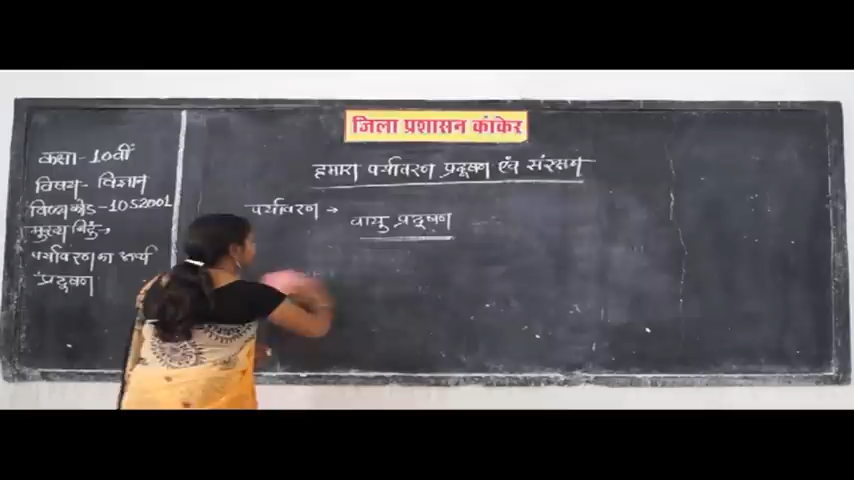 जिला प्रशासन कांकेर
हमारा पर्यावरण प्रदूषण एवं संरक्षण
कक्षा - 10वीं
विषय - विज्ञान
विषय कोड - 1052001
मुख्य बिंदु →
पर्यावरण का अर्थ
प्रदूषण
पर्यावरण →
वायु प्रदूषण